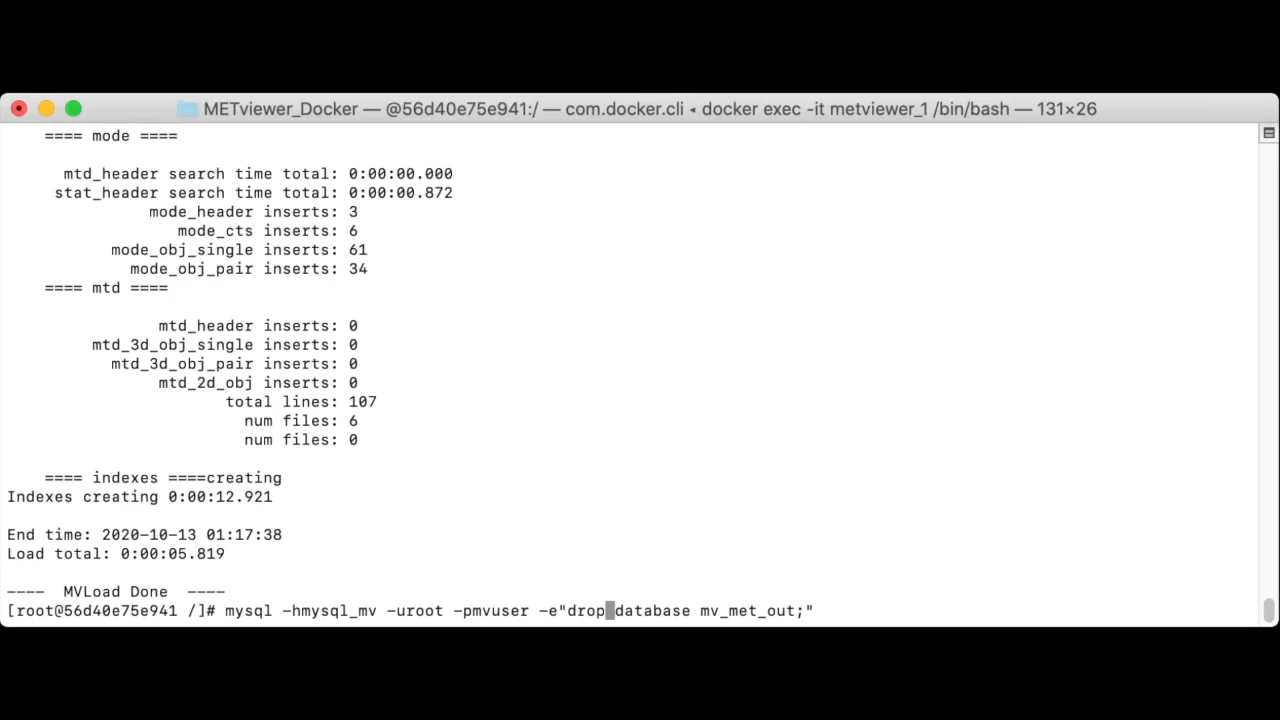 METviewer_Docker — @56d40e75e941:/ — com.docker.cli ◂ docker exec -it metviewer_1 /bin/bash — 131×26
==== mode ====
mtd_header search time total: 0:00:00.000
stat_header search time total: 0:00:00.872
mode_header inserts: 3
mode_cts inserts: 6
mode_obj_single inserts: 61
mode_obj_pair inserts: 34
==== mtd ====
mtd_header inserts: 0
mtd_3d_obj_single inserts: 0
mtd_3d_obj_pair inserts: 0
mtd_2d_obj inserts: 0
total lines: 107
num files: 6
num files: 0
==== indexes ====creating
Indexes creating 0:00:12.921
End time: 2020-10-13 01:17:38
Load total: 0:00:05.819
---- MVLoad Done ----
[root@56d40e75e941 /]# mysql -hmysql_mv -uroot -pmvuser -e"drop database mv_met_out;"